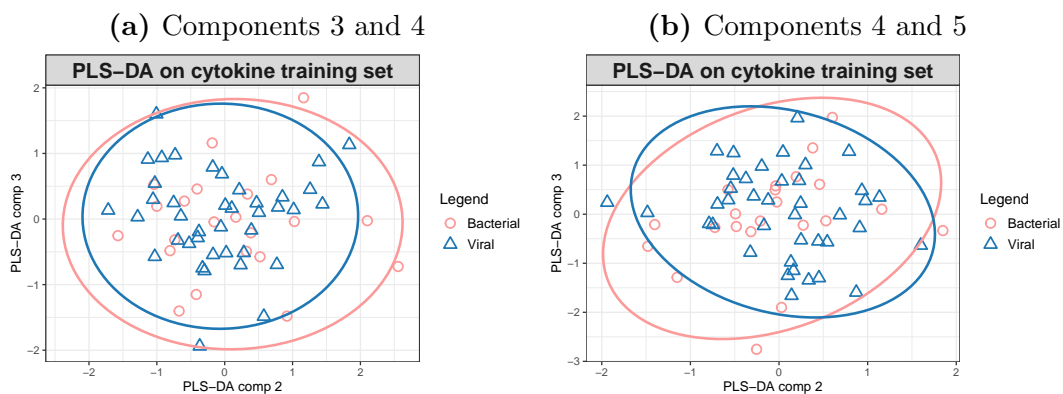 (a) Components 3 and 4
PLS−DA on cytokine training set
2
1
0
−1
−2
−2
−1
0
1
2
PLS−DA comp 3
PLS−DA comp 2
Legend
Bacterial
Viral
(b) Components 4 and 5
PLS−DA on cytokine training set
2
1
0
−1
−2
−3
−2
−1
0
1
2
PLS−DA comp 3
PLS−DA comp 2
Legend
Bacterial
Viral